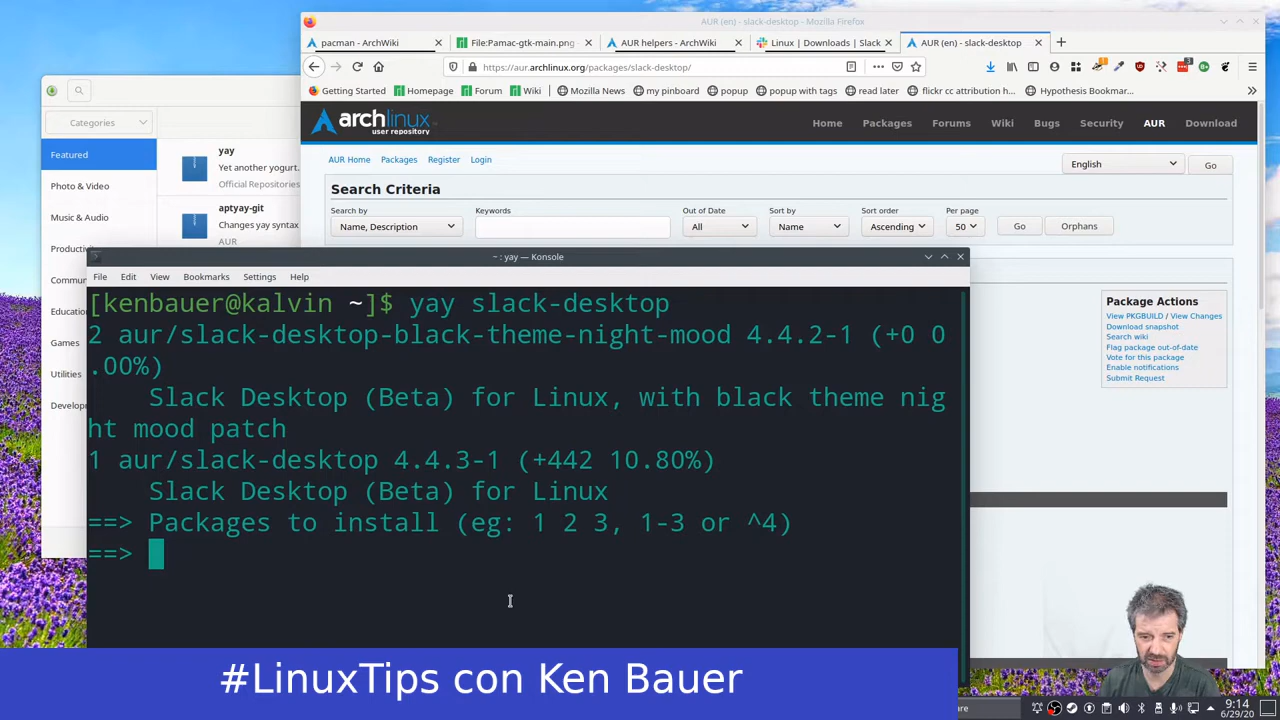 AUR (en) - slack-desktop - Mozilla Firefox
pacman - ArchWiki
File:Pamac-gtk-main.png
AUR helpers - ArchWiki
Linux | Downloads | Slack
AUR (en) - slack-desktop
https://aur.archlinux.org/packages/slack-desktop/
Getting Started
Homepage
Forum
Wiki
Mozilla News
my pinboard
popup
popup with tags
read later
flickr cc attribution h...
Hypothesis Bookmar...
Categories
Featured
Photo & Video
Music & Audio
yay
Yet another yogurt.
Official Repositories
aptyay-git
Changes yay syntax
AUR
archlinux
user repository
Home Packages Forums Wiki Bugs Security AUR Download
AUR Home Packages Register Login
English
Go
Search Criteria
Search by Keywords Out of Date Sort by Sort order Per page
Name, Description All Name Ascending 50 Go Orphans
Package Actions
View PKGBUILD / View Changes
Download snapshot
Search wiki
Flag package out-of-date
Vote for this package
Enable notifications
Submit Request
Games
Utilities
~ : yay — Konsole
File Edit View Bookmarks Settings Help
[kenbauer@kalvin ~]$ yay slack-desktop
2 aur/slack-desktop-black-theme-night-mood 4.4.2-1 (+0 0
.00%)
Slack Desktop (Beta) for Linux, with black theme nig
ht mood patch
1 aur/slack-desktop 4.4.3-1 (+442 10.80%)
Slack Desktop (Beta) for Linux
==> Packages to install (eg: 1 2 3, 1-3 or ^4)
==>
#LinuxTips con Ken Bauer
9:14
6/29/20